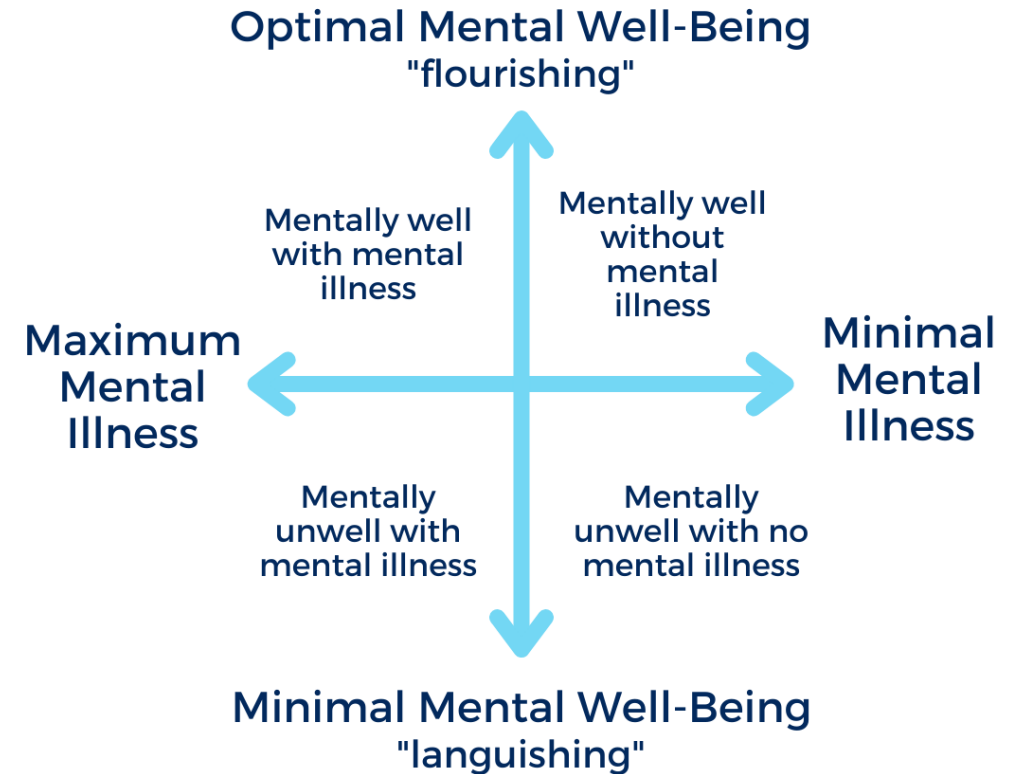 Optimal Mental Well-Being
"flourishing"
Mentally well
with mental
illness
Mentally well
without
mental
illness
Maximum
Mental
Illness
Minimal
Mental
Illness
Mentally
unwell with
mental illness
Mentally
unwell with no
mental illness
Minimal Mental Well-Being
"languishing"